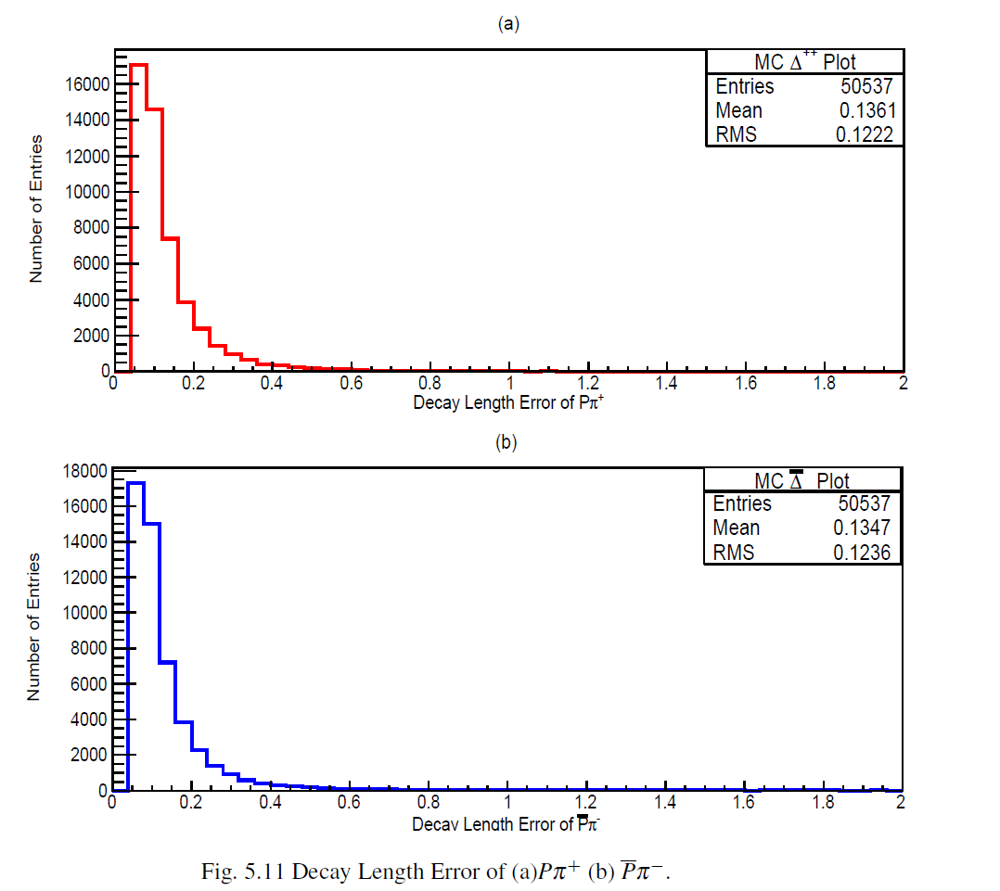 (a)
MC Δ⁺⁺ Plot
Entries 50537
Mean 0.1361
RMS 0.1222
Number of Entries
16000
14000
12000
10000
8000
6000
4000
2000
0
0 0.2 0.4 0.6 0.8 1 1.2 1.4 1.6 1.8 2
Decay Length Error of Pπ⁺
(b)
MC Δ̅ Plot
Entries 50537
Mean 0.1347
RMS 0.1236
Number of Entries
18000
16000
14000
12000
10000
8000
6000
4000
2000
0
0 0.2 0.4 0.6 0.8 1 1.2 1.4 1.6 1.8 2
Decay Length Error of P̅π⁻
Fig. 5.11 Decay Length Error of (a)Pπ⁺ (b) P̅π⁻.